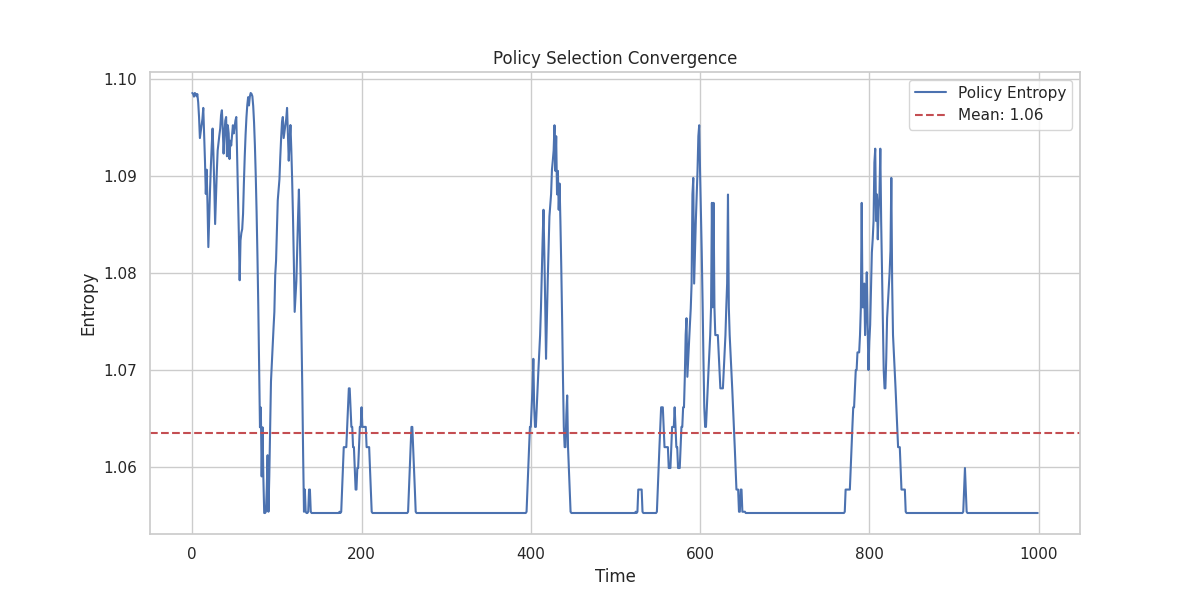 Policy Selection Convergence
Policy Entropy
Mean: 1.06
Entropy
1.10
1.09
1.08
1.07
1.06
0
200
400
600
800
1000
Time